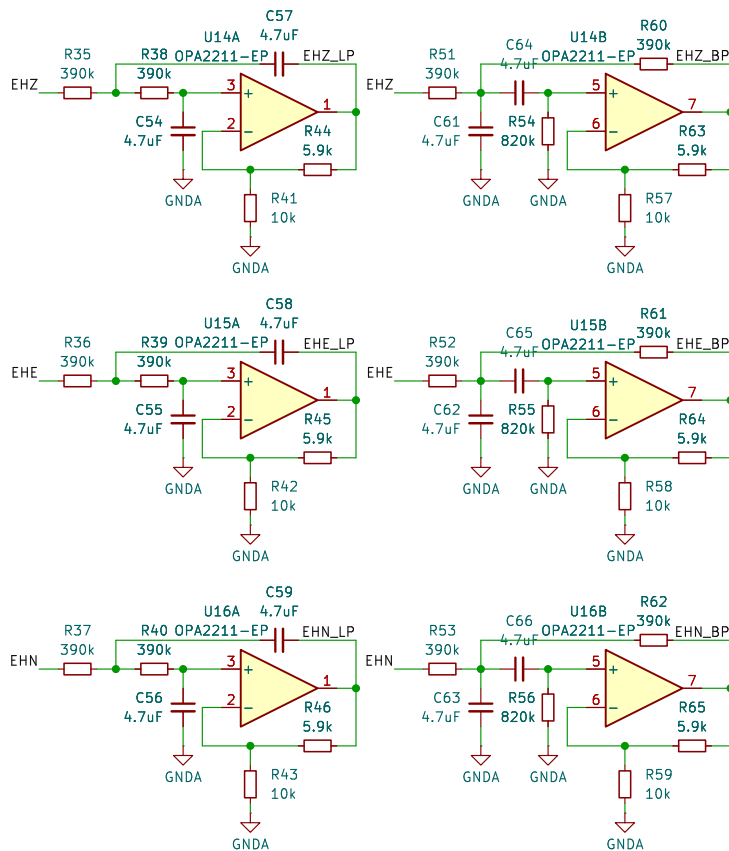 C57
4.7uF
U14A
OPA2211-EP
EHZ_LP
R35
390k
R38
390k
EHZ
3
+
2
−
1
C54
4.7uF
R44
5.9k
GNDA
R41
10k
GNDA
R60
390k
U14B
OPA2211-EP
EHZ_BP
C64
4.7uF
R51
390k
EHZ
5
+
6
−
7
C61
4.7uF
R54
820k
R63
5.9k
GNDA
GNDA
R57
10k
GNDA
C58
4.7uF
U15A
OPA2211-EP
EHE_LP
R36
390k
R39
390k
EHE
3
+
2
−
1
C55
4.7uF
R45
5.9k
GNDA
R42
10k
GNDA
R61
390k
U15B
OPA2211-EP
EHE_BP
C65
4.7uF
R52
390k
EHE
5
+
6
−
7
C62
4.7uF
R55
820k
R64
5.9k
GNDA
GNDA
R58
10k
GNDA
C59
4.7uF
U16A
OPA2211-EP
EHN_LP
R37
390k
R40
390k
EHN
3
+
2
−
1
C56
4.7uF
R46
5.9k
GNDA
R43
10k
GNDA
R62
390k
U16B
OPA2211-EP
EHN_BP
C66
4.7uF
R53
390k
EHN
5
+
6
−
7
C63
4.7uF
R56
820k
R65
5.9k
GNDA
GNDA
R59
10k
GNDA